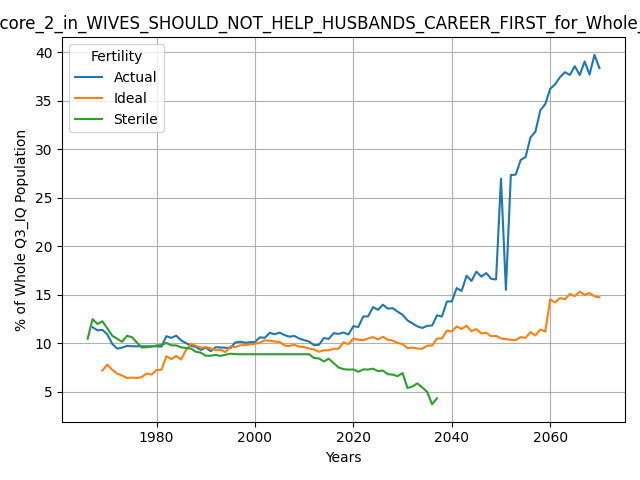 core_2_in_WIVES_SHOULD_NOT_HELP_HUSBANDS_CAREER_FIRST_for_Whole_
Fertility
Actual
Ideal
Sterile
% of Whole Q3_IQ Population
40
35
30
25
20
15
10
5
1980
2000
2020
2040
2060
Years